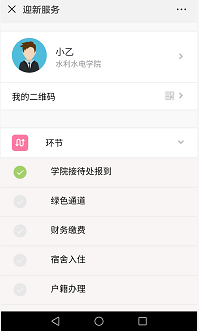 迎新服务
小乙
水利水电学院
我的二维码
环节
学院接待处报到
绿色通道
财务缴费
宿舍入住
户籍办理